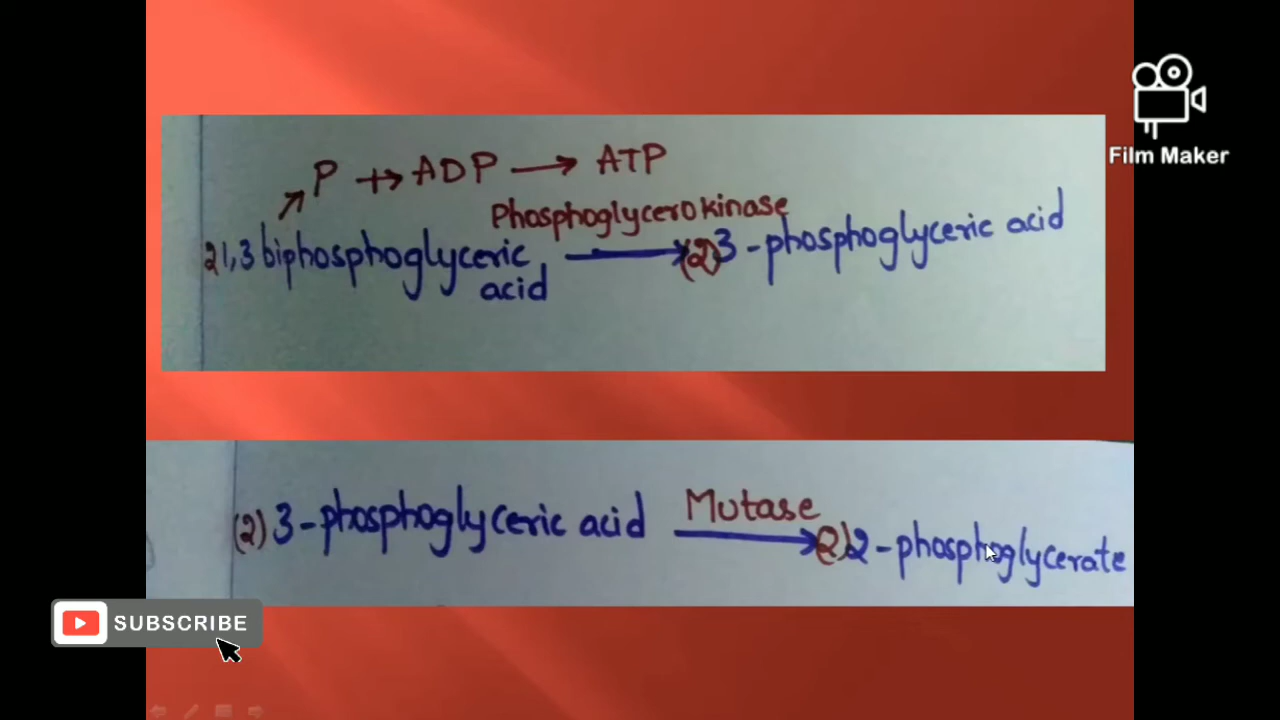 P → ADP → ATP
Phosphoglycerokinase
2 1,3 biphosphoglyceric acid → (2) 3-phosphoglyceric acid
Film Maker
(2) 3-phosphoglyceric acid Mutase → (2) 2-phosphoglycerate
SUBSCRIBE